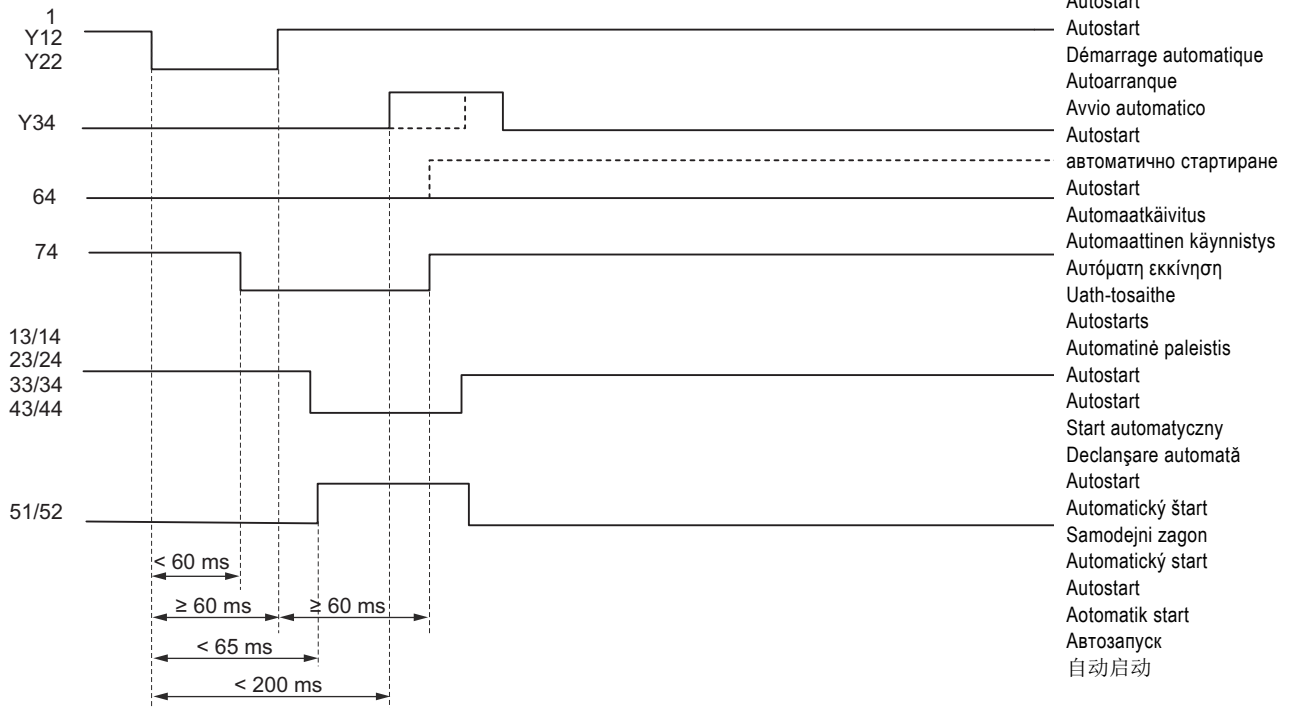 1
Y12
Y22
Y34
64
74
13/14
23/24
33/34
43/44
51/52
< 60 ms
≥ 60 ms
≥ 60 ms
< 65 ms
< 200 ms
Autostart
Autostart
Démarrage automatique
Autoarranque
Avvio automatico
Autostart
автоматично стартиране
Autostart
Automaatkäivitus
Automaattinen käynnistys
Αυτόματη εκκίνηση
Uath-tosaithe
Autostarts
Automatinė paleistis
Autostart
Autostart
Start automatyczny
Declanşare automată
Autostart
Automatický štart
Samodejni zagon
Automatický start
Autostart
Aotomatik start
Автозапуск
自动启动